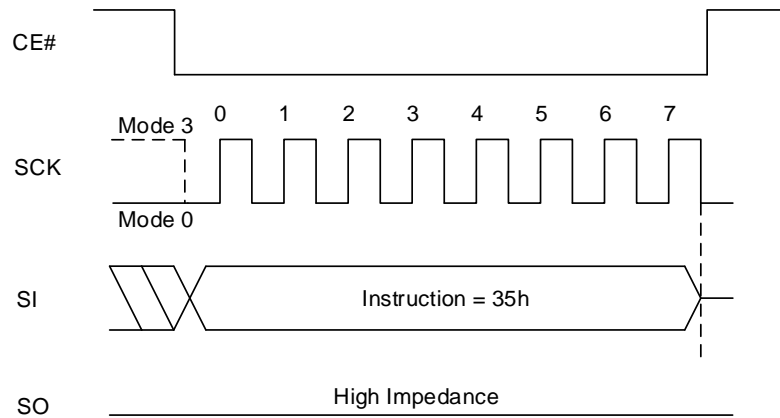 CE#
0 1 2 3 4 5 6 7
Mode 3
SCK
Mode 0
SI
Instruction = 35h
SO
High Impedance